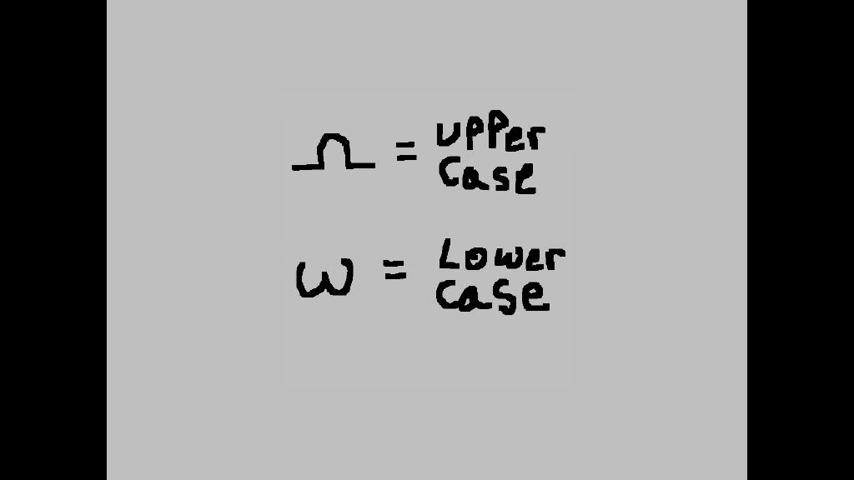 Ω = UPPer
Case
ω = Lower
Case